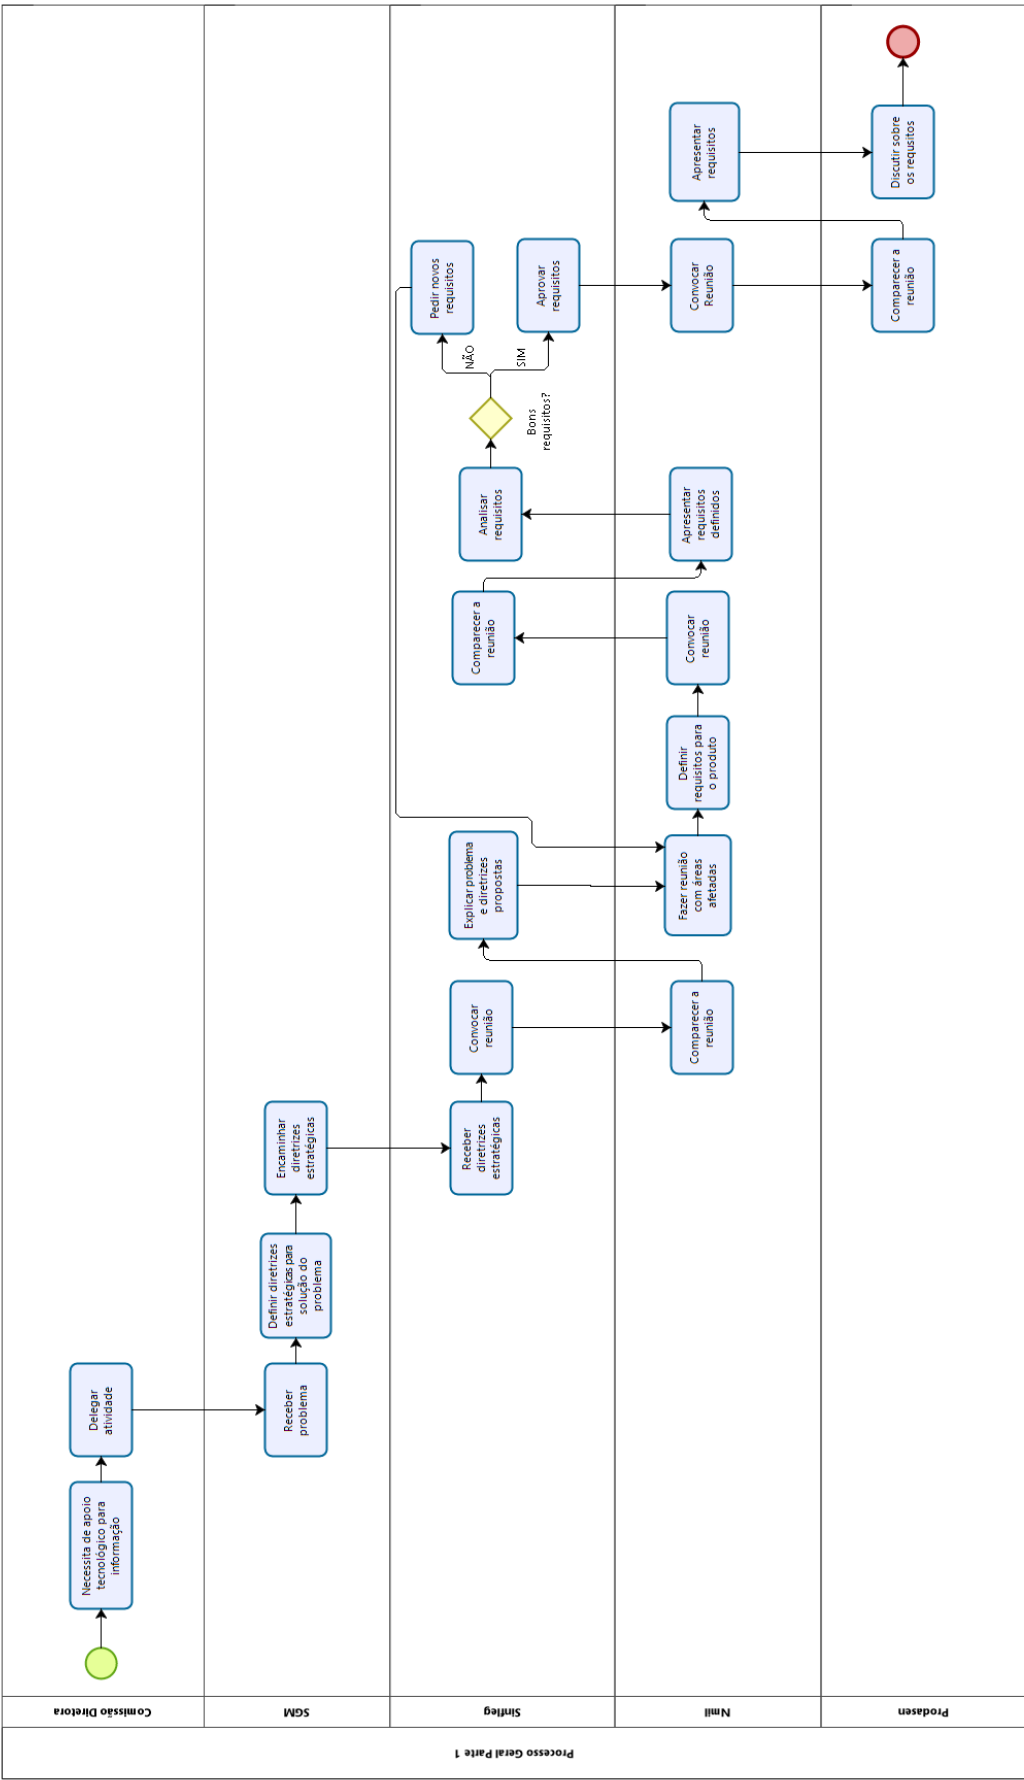 Processo Geral Parte 1
Comissão Diretora
Necessita de apoio
tecnológico para
informação
Delegar
atividade
SGM
Receber
problema
Definir diretrizes
estratégicas para
solução do
problema
Encaminhar
diretrizes
estratégicas
Sinfleg
Receber
diretrizes
estratégicas
Convocar
reunião
Explicar problema
e diretrizes
propostas
Comparecer a
reunião
Analisar
requisitos
Bons
requisitos?
NÃO
SIM
Pedir novos
requisitos
Aprovar
requisitos
Nmil
Comparecer a
reunião
Fazer reunião
com áreas
afetadas
Definir
requisitos para
o produto
Convocar
reunião
Apresentar
requisitos
definidos
Convocar
Reunião
Apresentar
requisitos
Prodasen
Comparecer a
reunião
Discutir sobre
os requsitos